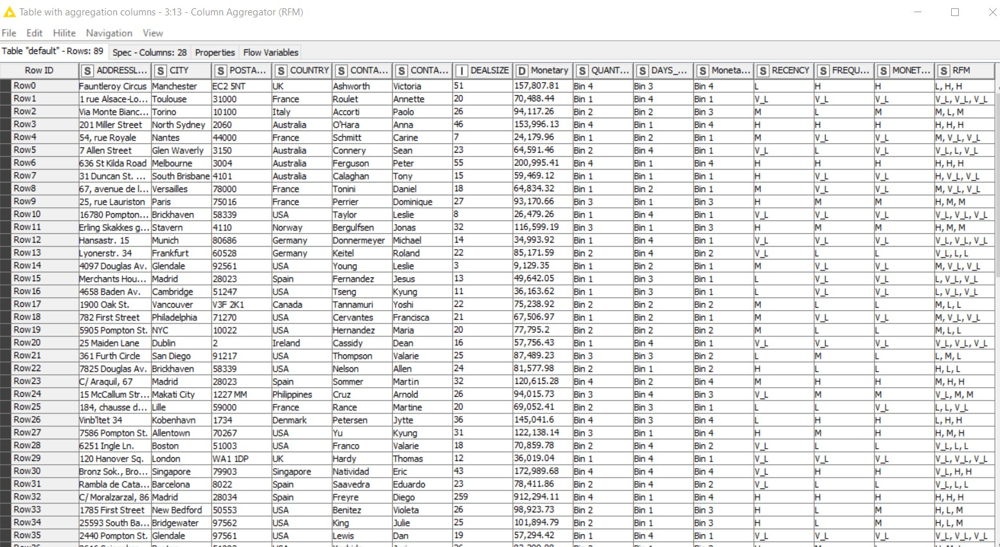 Table with aggregation columns - 3:13 - Column Aggregator (RFM)
File Edit Hilite Navigation View
Table "default" - Rows: 89 Spec - Columns: 28 Properties Flow Variables
Row ID S ADDRESSL... S CITY S POSTA... S COUNTRY S CONTA... S CONTA... I DEALSIZE D Monetary S QUANT... S DAYS_... S Moneta... S RECENCY S FREQU... S MONET... S RFM
Row0 Fauntleroy Circus Manchester EC2 5NT UK Ashworth Victoria 51 157,807.81 Bin 4 Bin 3 Bin 4 L H H L, H, H
Row1 1 rue Alsace-Lo... Toulouse 31000 France Roulet Annette 20 70,488.44 Bin 1 Bin 4 Bin 1 V_L V_L V_L V_L, V_L, V_L
Row2 Via Monte Bianc... Torino 10100 Italy Accorti Paolo 26 94,117.26 Bin 2 Bin 2 Bin 3 M L M M, L, M
Row3 201 Miller Street North Sydney 2060 Australia O'Hara Anna 46 153,996.13 Bin 4 Bin 1 Bin 4 H H H H, H, H
Row4 54, rue Royale Nantes 44000 France Schmitt Carine 7 24,179.96 Bin 1 Bin 2 Bin 1 M V_L V_L M, V_L, V_L
Row5 7 Allen Street Glen Waverly 3150 Australia Connery Sean 23 64,591.46 Bin 2 Bin 4 Bin 1 V_L L V_L V_L, L, V_L
Row6 636 St Kilda Road Melbourne 3004 Australia Ferguson Peter 55 200,995.41 Bin 4 Bin 1 Bin 4 H H H H, H, H
Row7 31 Duncan St. ... South Brisbane 4101 Australia Calaghan Tony 15 59,469.12 Bin 1 Bin 1 Bin 1 H V_L V_L H, V_L, V_L
Row8 67, avenue de l... Versailles 78000 France Tonini Daniel 18 64,834.32 Bin 1 Bin 2 Bin 1 M V_L V_L M, V_L, V_L
Row9 25, rue Lauriston Paris 75016 France Perrier Dominique 27 93,170.66 Bin 3 Bin 1 Bin 3 H M M H, M, M
Row10 16780 Pompton... Brickhaven 58339 USA Taylor Leslie 8 26,479.26 Bin 1 Bin 4 Bin 1 V_L V_L V_L V_L, V_L, V_L
Row11 Erling Skakkes g... Stavern 4110 Norway Bergulfsen Jonas 32 116,599.19 Bin 3 Bin 1 Bin 3 H M M H, M, M
Row12 Hansastr. 15 Munich 80686 Germany Donnermeyer Michael 14 34,993.92 Bin 1 Bin 4 Bin 1 V_L V_L V_L V_L, V_L, V_L
Row13 Lyonerstr. 34 Frankfurt 60528 Germany Keitel Roland 22 85,171.59 Bin 2 Bin 4 Bin 2 V_L L L V_L, L, L
Row14 4097 Douglas Av. Glendale 92561 USA Young Leslie 3 9,129.35 Bin 1 Bin 2 Bin 1 M V_L V_L M, V_L, V_L
Row15 Merchants Hou... Madrid 28023 Spain Fernandez Jesus 13 49,642.05 Bin 1 Bin 3 Bin 1 L V_L V_L L, V_L, V_L
Row16 4658 Baden Av. Cambridge 51247 USA Tseng Kyung 11 36,163.62 Bin 1 Bin 3 Bin 1 L V_L V_L L, V_L, V_L
Row17 1900 Oak St. Vancouver V3F 2K1 Canada Tannamuri Yoshi 22 75,238.92 Bin 2 Bin 2 Bin 2 M L L M, L, L
Row18 782 First Street Philadelphia 71270 USA Cervantes Francisca 21 67,506.97 Bin 1 Bin 2 Bin 1 M V_L V_L M, V_L, V_L
Row19 5905 Pompton St. NYC 10022 USA Hernandez Maria 20 77,795.2 Bin 2 Bin 2 Bin 2 M L L M, L, L
Row20 25 Maiden Lane Dublin 2 Ireland Cassidy Dean 16 57,756.43 Bin 1 Bin 4 Bin 1 V_L V_L V_L V_L, V_L, V_L
Row21 361 Furth Circle San Diego 91217 USA Thompson Valarie 25 87,489.23 Bin 3 Bin 3 Bin 2 L M L L, M, L
Row22 7825 Douglas Av. Brickhaven 58339 USA Nelson Allen 24 81,577.98 Bin 2 Bin 1 Bin 2 H L L H, L, L
Row23 C/ Araquil, 67 Madrid 28023 Spain Sommer Martin 32 120,615.28 Bin 4 Bin 2 Bin 4 M H H M, H, H
Row24 15 McCallum Str... Makati City 1227 MM Philippines Cruz Arnold 26 94,015.73 Bin 3 Bin 4 Bin 3 V_L M M V_L, M, M
Row25 184, chausse d... Lille 59000 France Rance Martine 20 69,052.41 Bin 2 Bin 3 Bin 1 L L V_L L, L, V_L
Row26 Vinb'ltet 34 Kobenhavn 1734 Denmark Petersen Jytte 36 145,041.6 Bin 4 Bin 3 Bin 4 L H H L, H, H
Row27 7586 Pompton St. Allentown 70267 USA Yu Kyung 31 122,138.14 Bin 3 Bin 1 Bin 4 H M H H, M, H
Row28 6251 Ingle Ln. Boston 51003 USA Franco Valarie 18 70,859.78 Bin 2 Bin 4 Bin 2 V_L L L V_L, L, L
Row29 120 Hanover Sq. London WA1 1DP UK Hardy Thomas 12 36,019.04 Bin 1 Bin 4 Bin 1 V_L V_L V_L V_L, V_L, V_L
Row30 Bronz Sok., Bro... Singapore 79903 Singapore Natividad Eric 43 172,989.68 Bin 4 Bin 4 Bin 4 V_L H H V_L, H, H
Row31 Rambla de Cata... Barcelona 8022 Spain Saavedra Eduardo 23 78,411.86 Bin 2 Bin 4 Bin 2 V_L L L V_L, L, L
Row32 C/ Moralzarzal, 86 Madrid 28034 Spain Freyre Diego 259 912,294.11 Bin 4 Bin 1 Bin 4 H H H H, H, H
Row33 1785 First Street New Bedford 50553 USA Benitez Violeta 26 98,923.73 Bin 2 Bin 1 Bin 3 H L M H, L, M
Row34 25593 South Ba... Bridgewater 97562 USA King Julie 25 101,894.79 Bin 2 Bin 1 Bin 3 H L M H, L, M
Row35 2440 Pompton St. Glendale 97561 USA Lewis Dan 19 57,294.42 Bin 1 Bin 4 Bin 1 V_L V_L V_L V_L, V_L, V_L